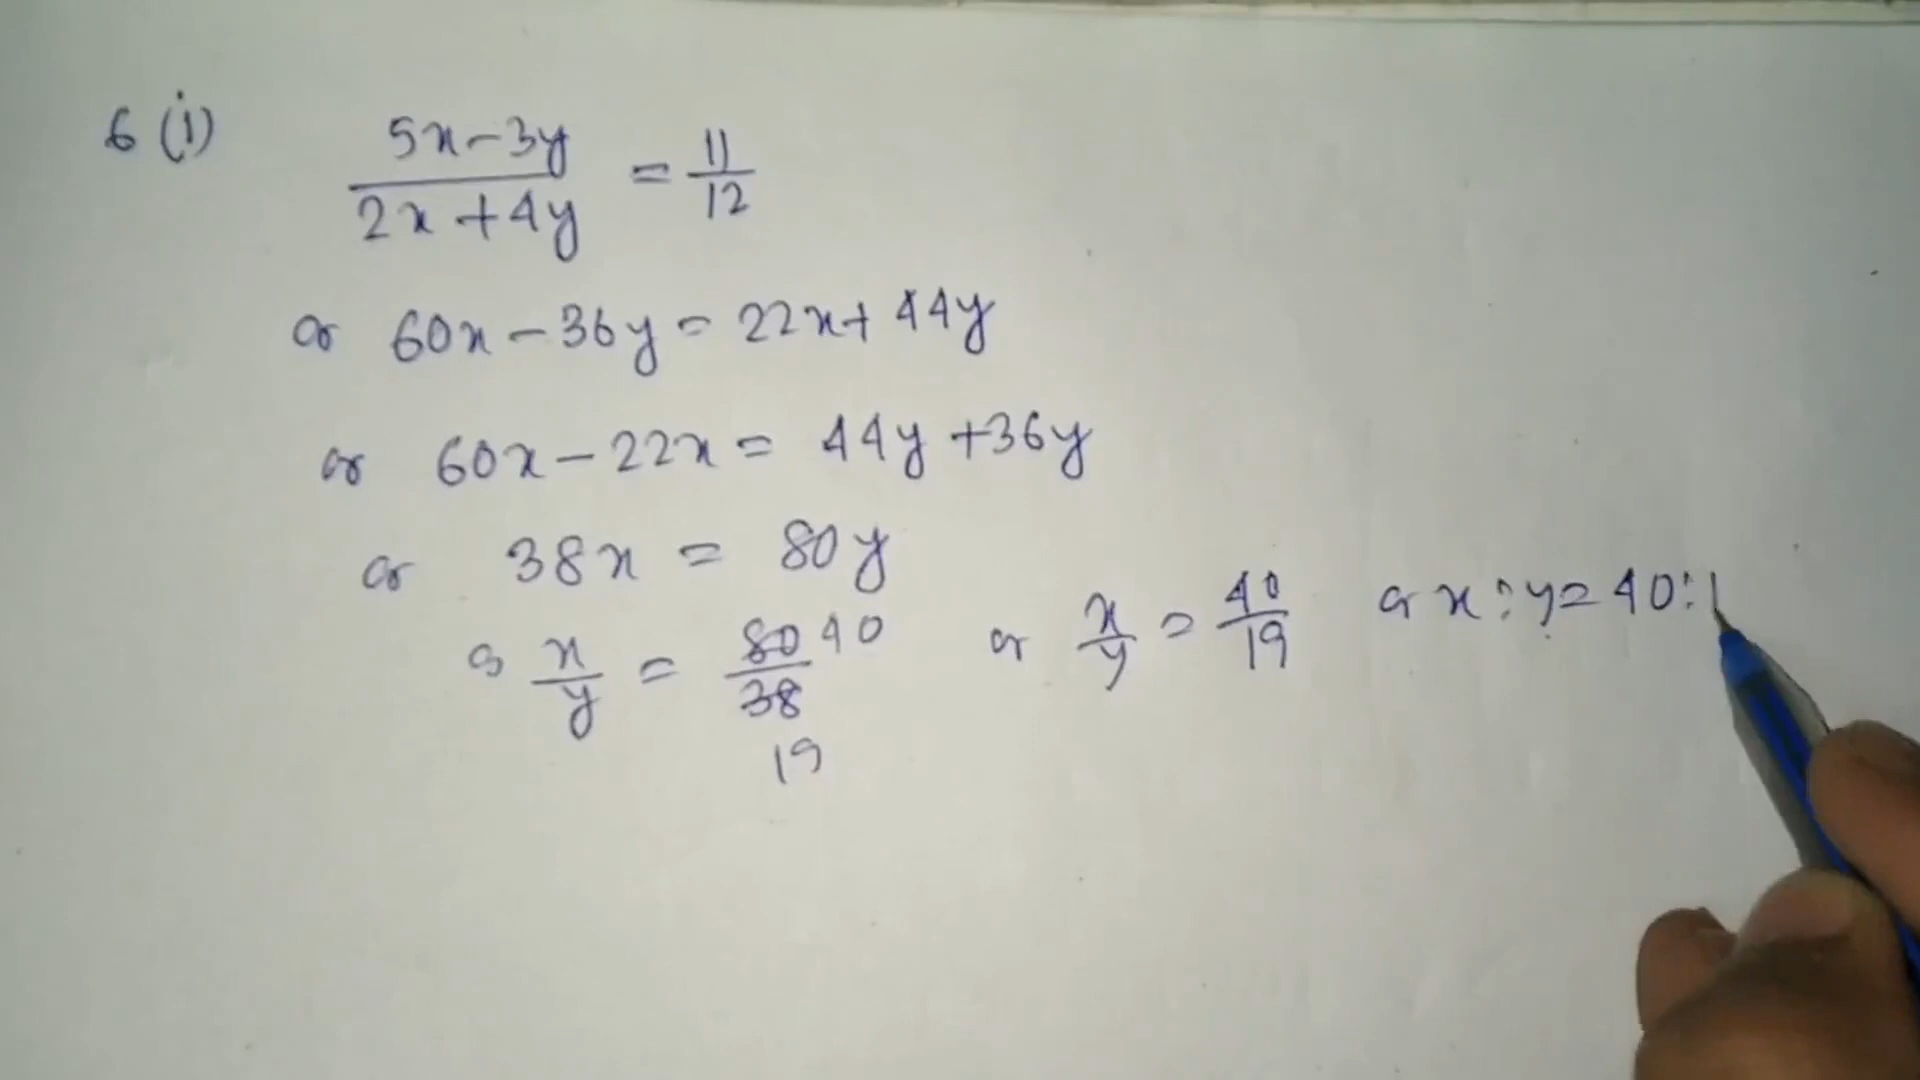 6 (i) 5x-3y / 2x+4y = 11/12
or 60x-36y = 22x+44y
or 60x-22x = 44y+36y
or 38x = 80y
or x/y = 80/38 40 19 or x/y = 40/19 or x:y=40:1